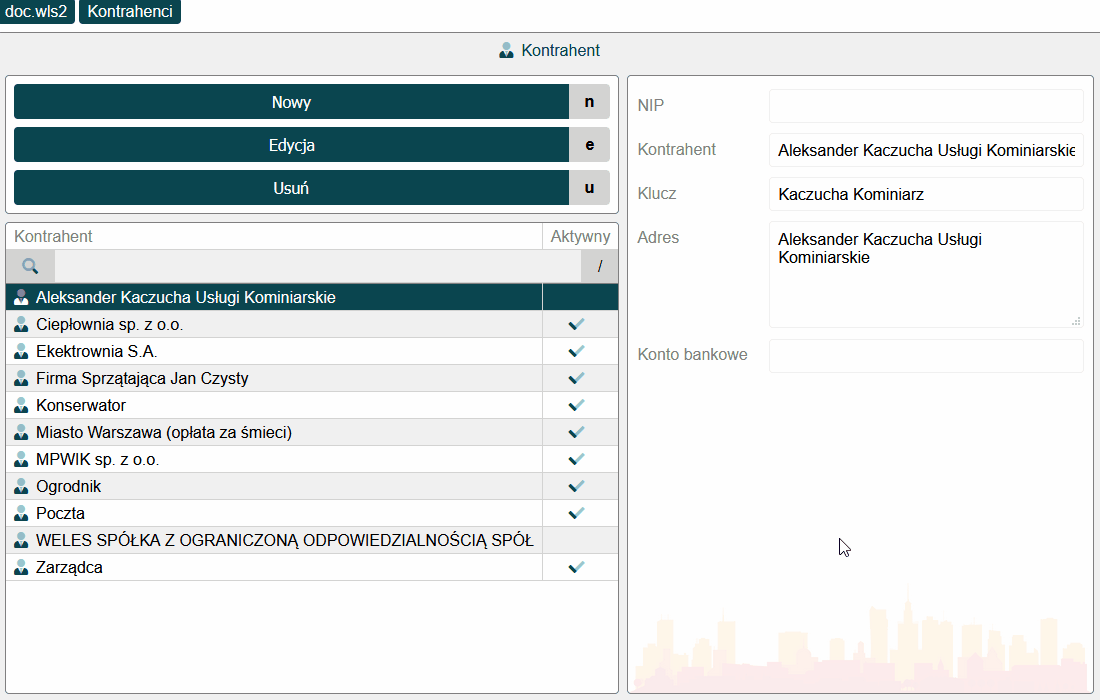 doc.wls2 Kontrahenci
Kontrahent
Nowy n
Edycja e
Usuń u
Kontrahent Aktywny
/
Aleksander Kaczucha Usługi Kominiarskie
Ciepłownia sp. z o.o.
Ekektrownia S.A.
Firma Sprzątająca Jan Czysty
Konserwator
Miasto Warszawa (opłata za śmieci)
MPWIK sp. z o.o.
Ogrodnik
Poczta
WELES SPÓŁKA Z OGRANICZONĄ ODPOWIEDZIALNOŚCIĄ SPÓŁ
Zarządca
NIP
Kontrahent Aleksander Kaczucha Usługi Kominiarskie
Klucz Kaczucha Kominiarz
Adres Aleksander Kaczucha Usługi
Kominiarskie
Konto bankowe